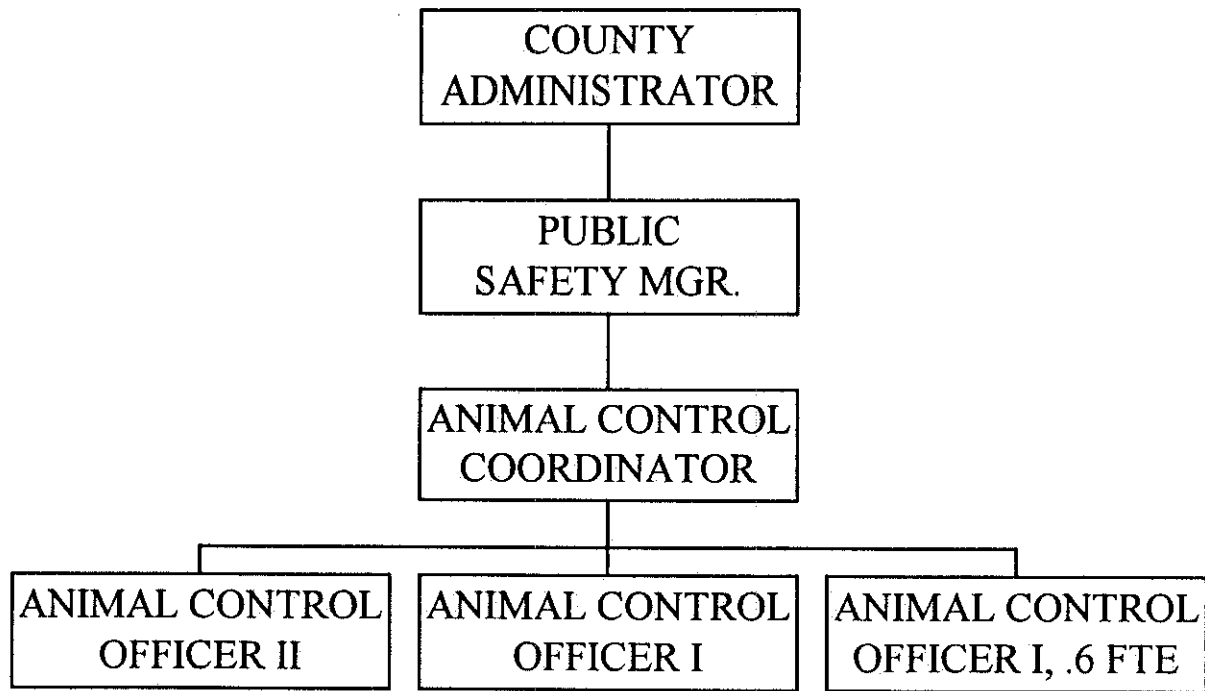 COUNTY
ADMINISTRATOR
PUBLIC
SAFETY MGR.
ANIMAL CONTROL
COORDINATOR
ANIMAL CONTROL
OFFICER II
ANIMAL CONTROL
OFFICER I
ANIMAL CONTROL
OFFICER I, .6 FTE